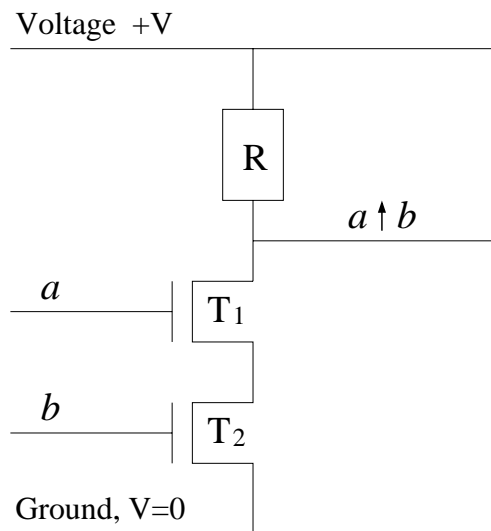 Voltage +V
R
a ↑ b
a
T1
b
T2
Ground, V=0